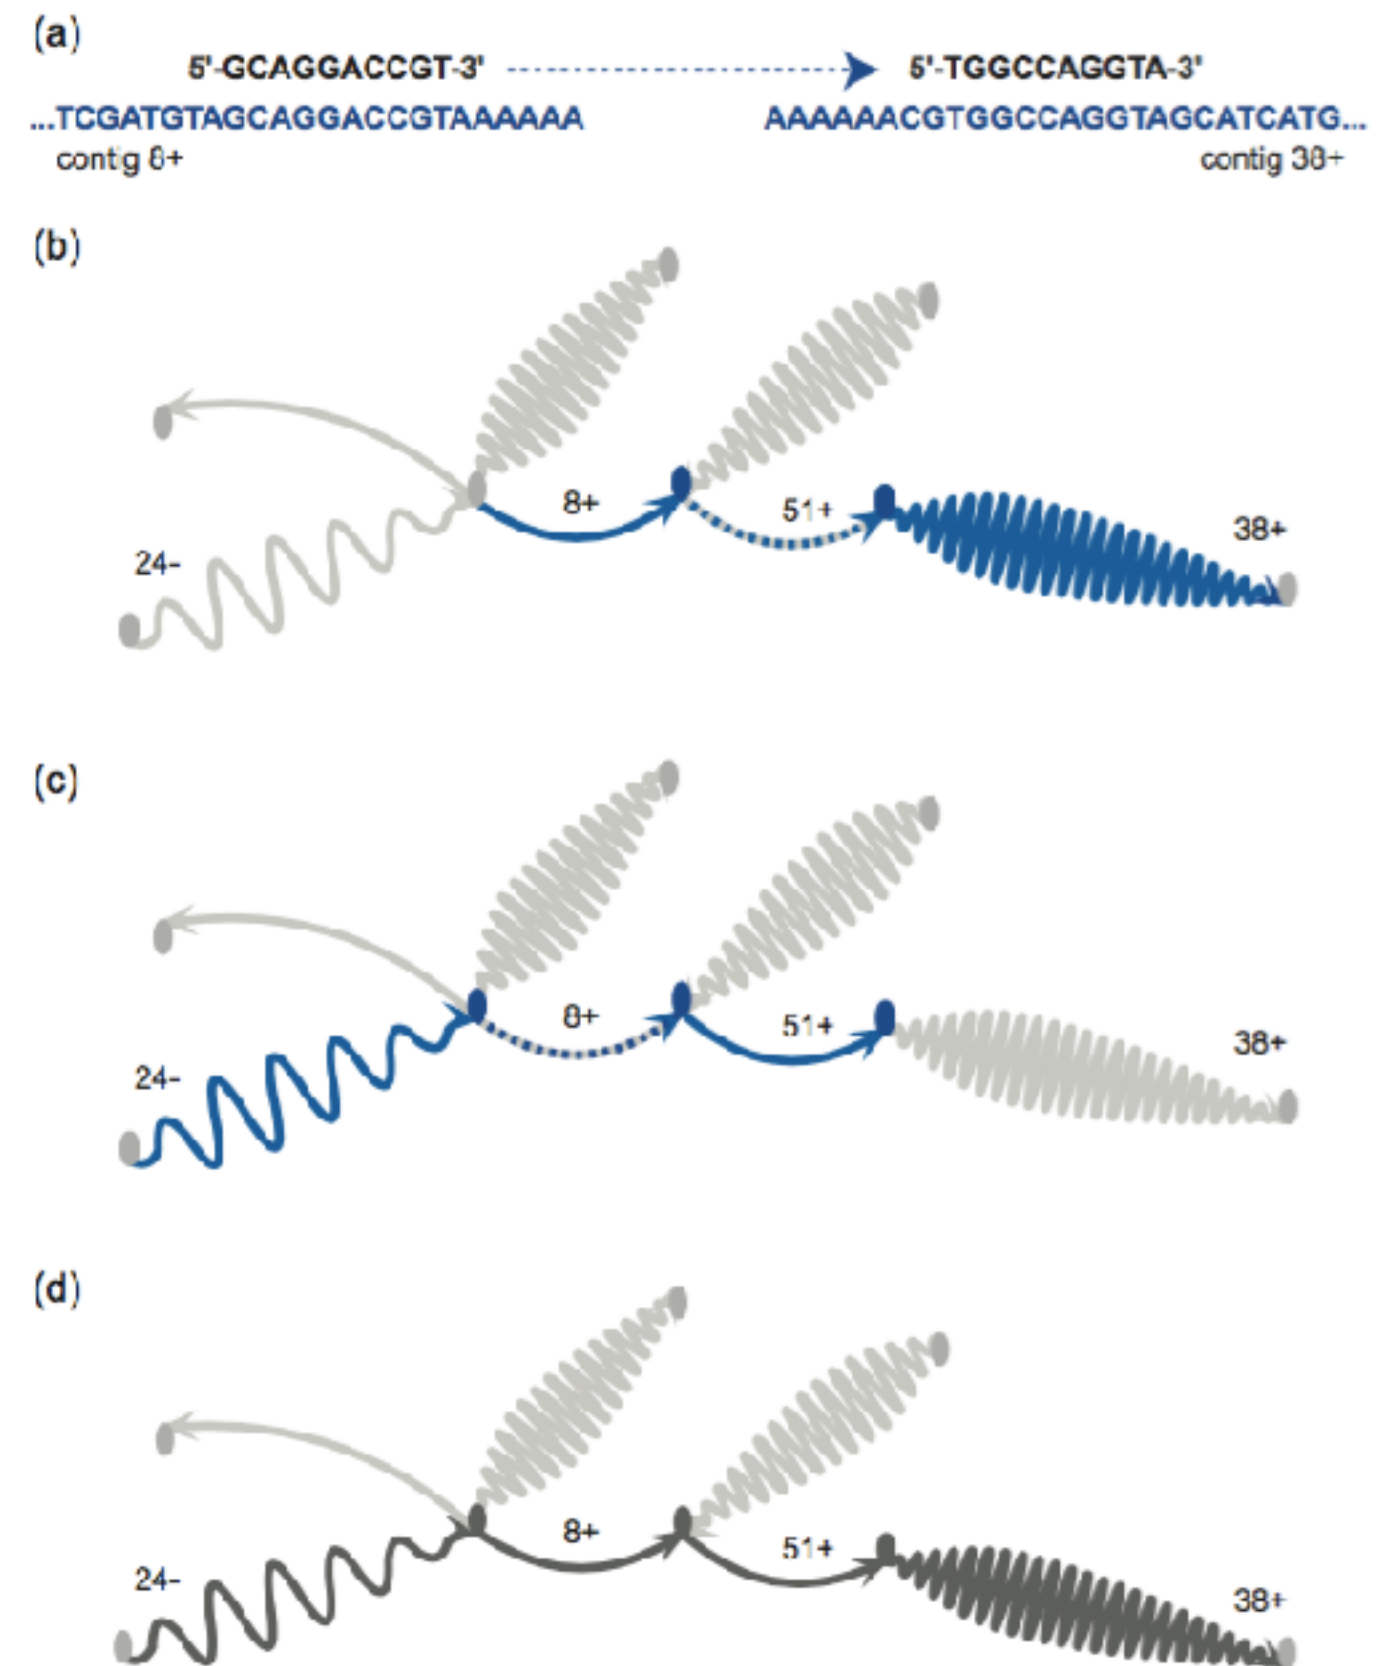 (a)
5'-GCAGGACCGT-3' 5'-TGGCCAGGTA-3'
...TCGATGTAGCAGGACCGTAAAAAA AAAAAACGTGGCCAGGTAGCATCATG...
contig 8+ contig 38+
(b)
8+
51+
38+
24-
(c)
8+
51+
38+
24-
(d)
8+
51+
24-
38+